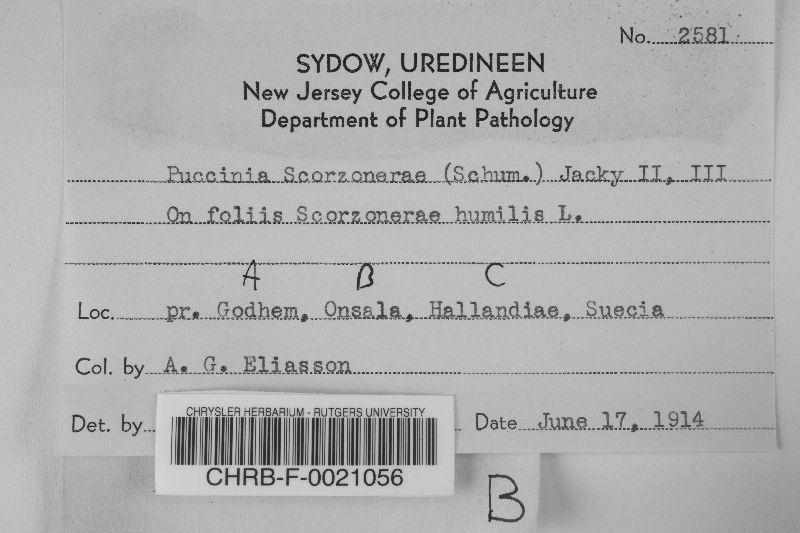 No. 2581
SYDOW, UREDINEEN
New Jersey College of Agriculture
Department of Plant Pathology
Puccinia Scorzonerae (Schum.) Jacky II, III
On foliis Scorzonerae humilis L.
A B C
Loc. pr. Godhem, Onsala, Hallandiae, Suecia
Col. by A. G. Eliasson
Det. by Date June 17, 1914
CHRYSLER HERBARIUM - RUTGERS UNIVERSITY
CHRB-F-0021056
B